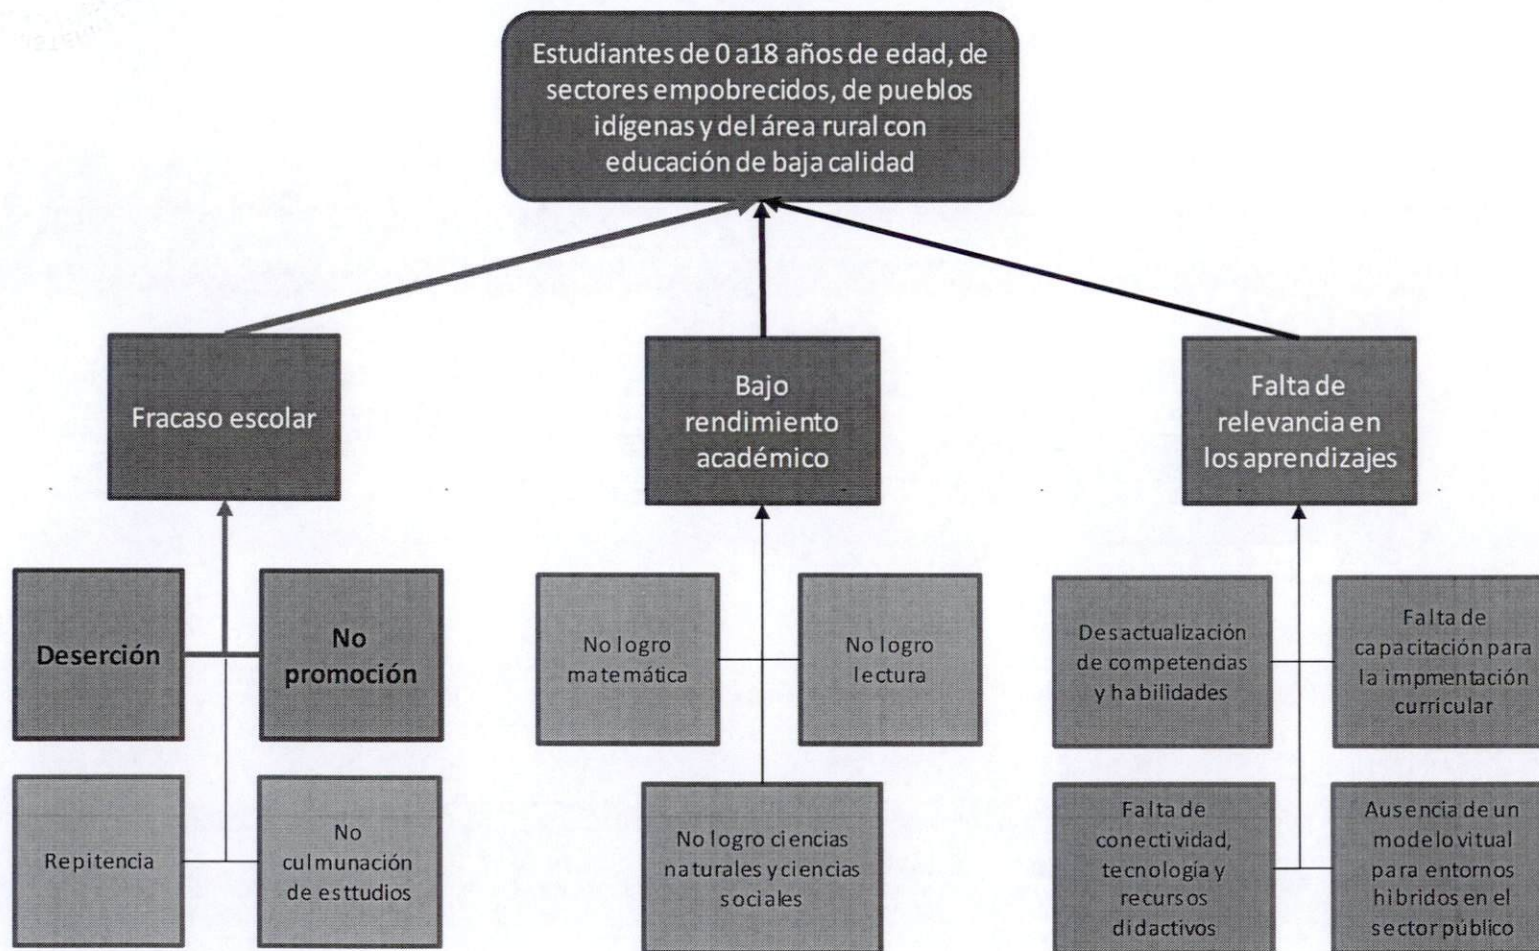 Estudiantes de 0 a18 años de edad, de
sectores empobrecidos, de pueblos
idígenas y del área rural con
educación de baja calidad
Fracaso escolar
Bajo
rendimiento
académico
Falta de
relevancia en
los aprendizajes
Deserción
No
promoción
Repitencia
No
culmunación
de esttudios
No logro
matemática
No logro
lectura
No logro ciencias
naturales y ciencias
sociales
Desactualización
de competencias
y habilidades
Falta de
capacitación para
la impmentación
currícular
Falta de
conectividad,
tecnología y
recursos
didactivos
Ausencia de un
modelo vitual
para entornos
híbridos en el
sector público